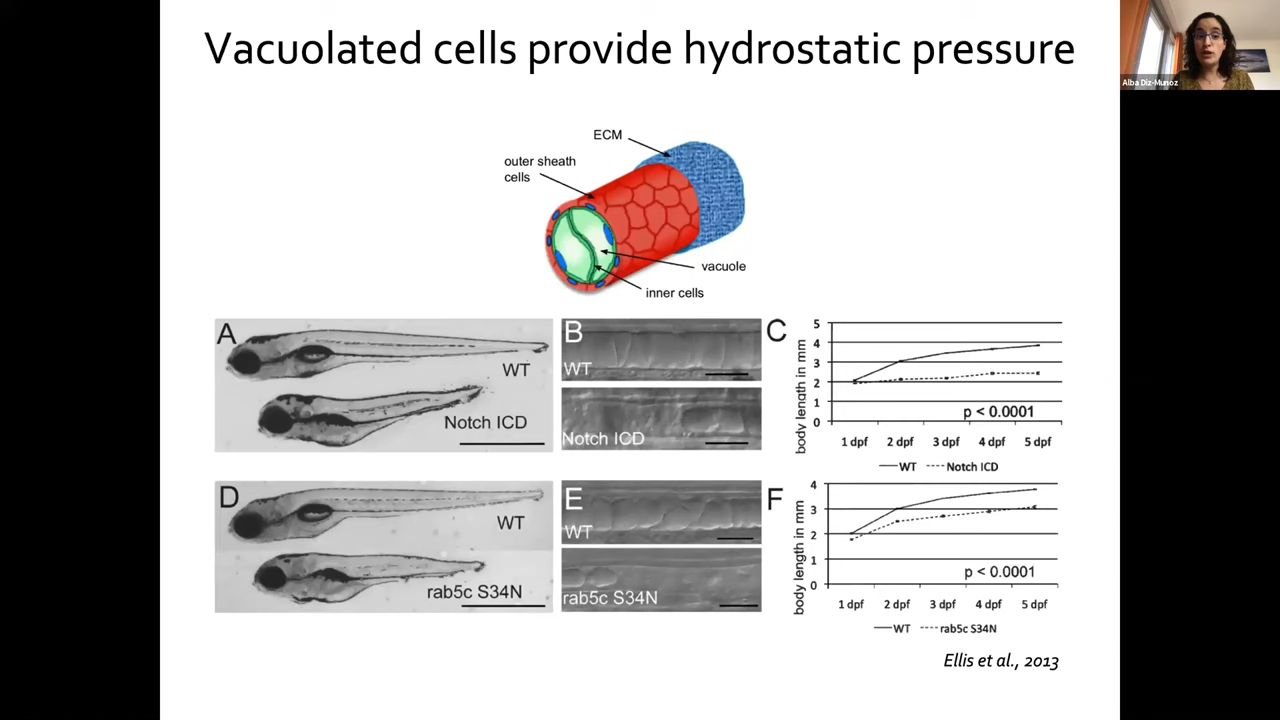 Vacuolated cells provide hydrostatic pressure
Alba Diz-Munoz
ECM
outer sheath
cells
vacuole
inner cells
A
WT
Notch ICD
B
WT
Notch ICD
C
body length in mm
5
4
3
2
1
0
p < 0.0001
1 dpf 2 dpf 3 dpf 4 dpf 5 dpf
WT Notch ICD
D
WT
rab5c S34N
E
WT
rab5c S34N
F
body length in mm
4
3
2
1
0
p < 0.0001
1 dpf 2 dpf 3 dpf 4 dpf 5 dpf
WT rab5c S34N
Ellis et al., 2013